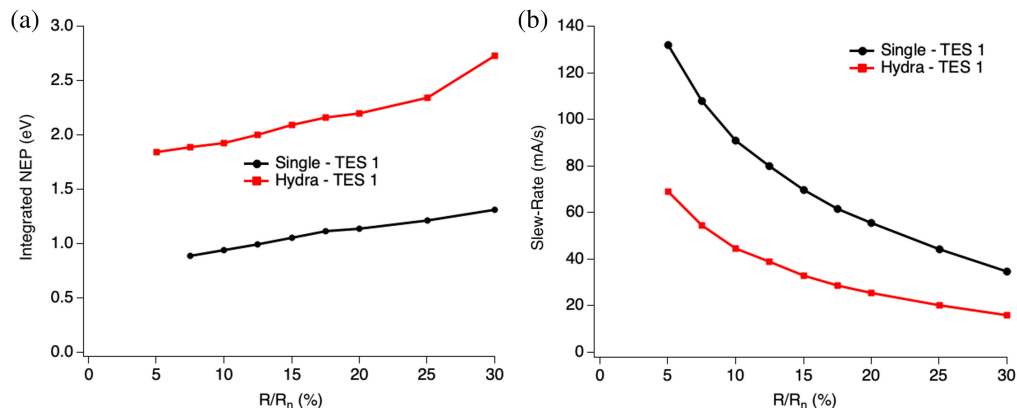 (a)
3.0
2.5
2.0
1.5
1.0
0.5
0.0
Integrated NEP (eV)
Single - TES 1
Hydra - TES 1
0 5 10 15 20 25 30
R/Rn (%)
(b)
140
120
100
80
60
40
20
0
Slew-Rate (mA/s)
Single - TES 1
Hydra - TES 1
0 5 10 15 20 25 30
R/Rn (%)